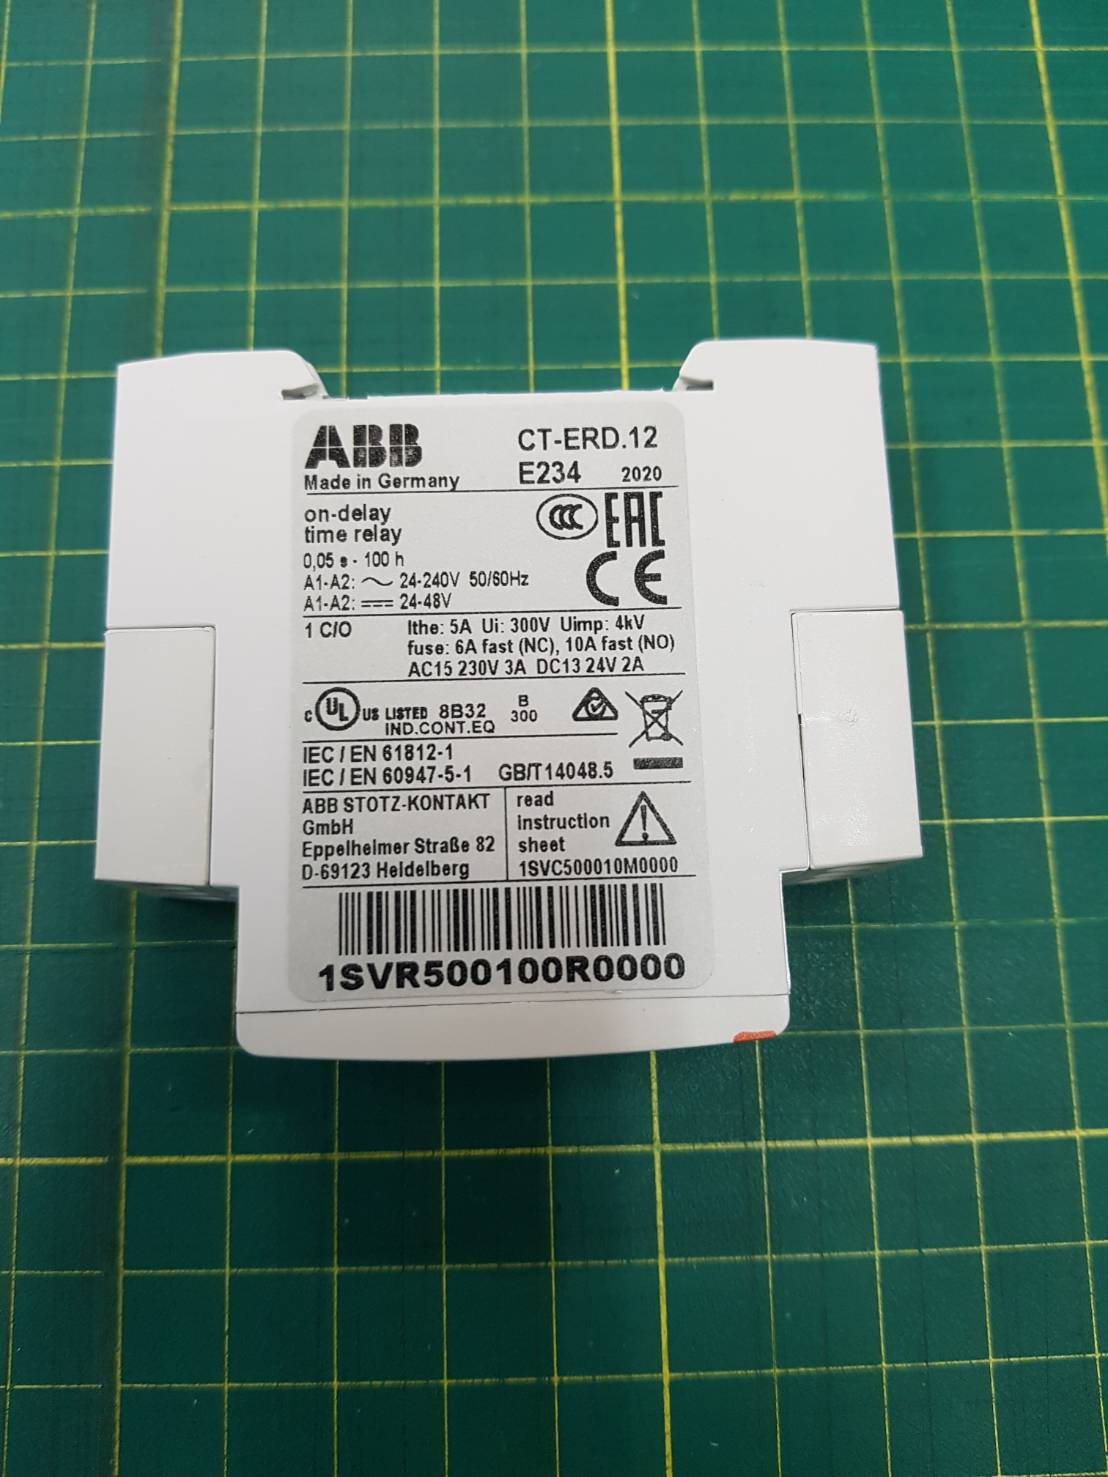 ABB CT-ERD.12
Made in Germany E234 2020
on-delay
time relay
CCC EAC
0,05 s - 100 h
CE
A1-A2: ~ 24-240V 50/60Hz
A1-A2: ⎓ 24-48V
1 C/O Ithe: 5A Ui: 300V Uimp: 4kV
fuse: 6A fast (NC), 10A fast (NO)
AC15 230V 3A DC13 24V 2A
c UL US LISTED 8B32 B
300
IND.CONT.EQ
IEC / EN 61812-1
IEC / EN 60947-5-1 GB/T14048.5
ABB STOTZ-KONTAKT
GmbH
Eppelheimer Straße 82
D-69123 Heidelberg
read
instruction
sheet
1SVC500010M0000
1SVR500100R0000